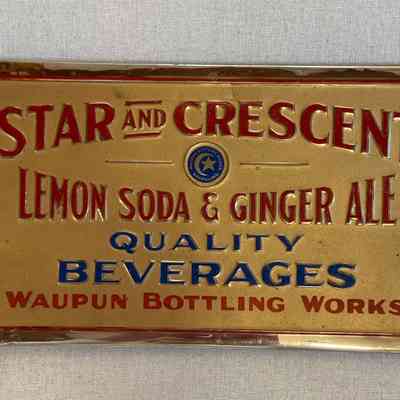 STAR AND CRESCENT
LEMON SODA & GINGER ALE
QUALITY
BEVERAGES
WAUPUN BOTTLING WORKS